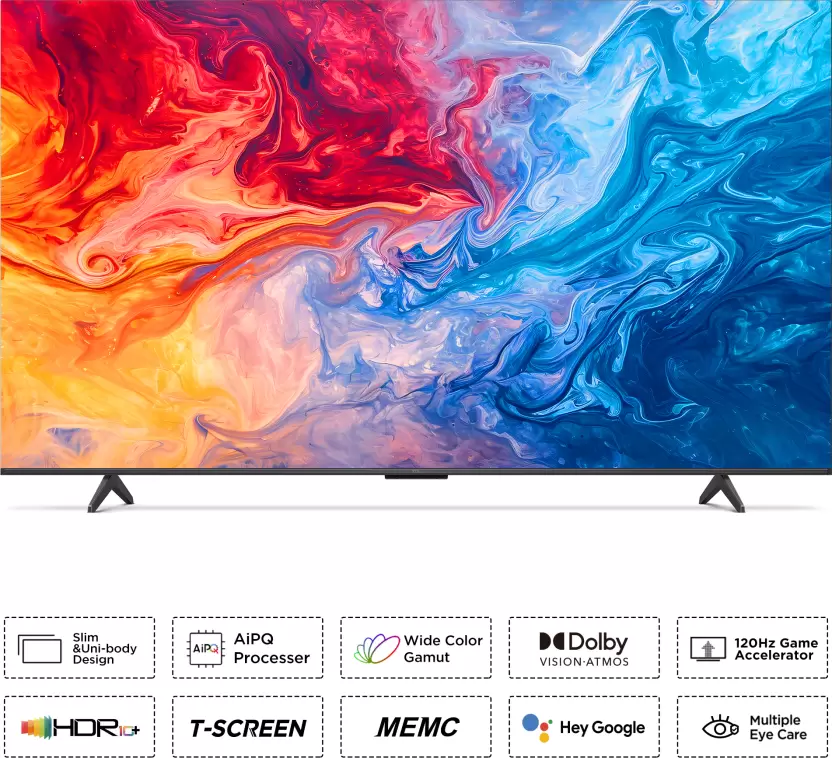 Slim
&Uni-body
Design
AiPQ
AiPQ
Processer
Wide Color
Gamut
Dolby
VISION·ATMOS
120Hz Game
Accelerator
HDR10+
T-SCREEN
MEMC
Hey Google
Multiple
Eye Care